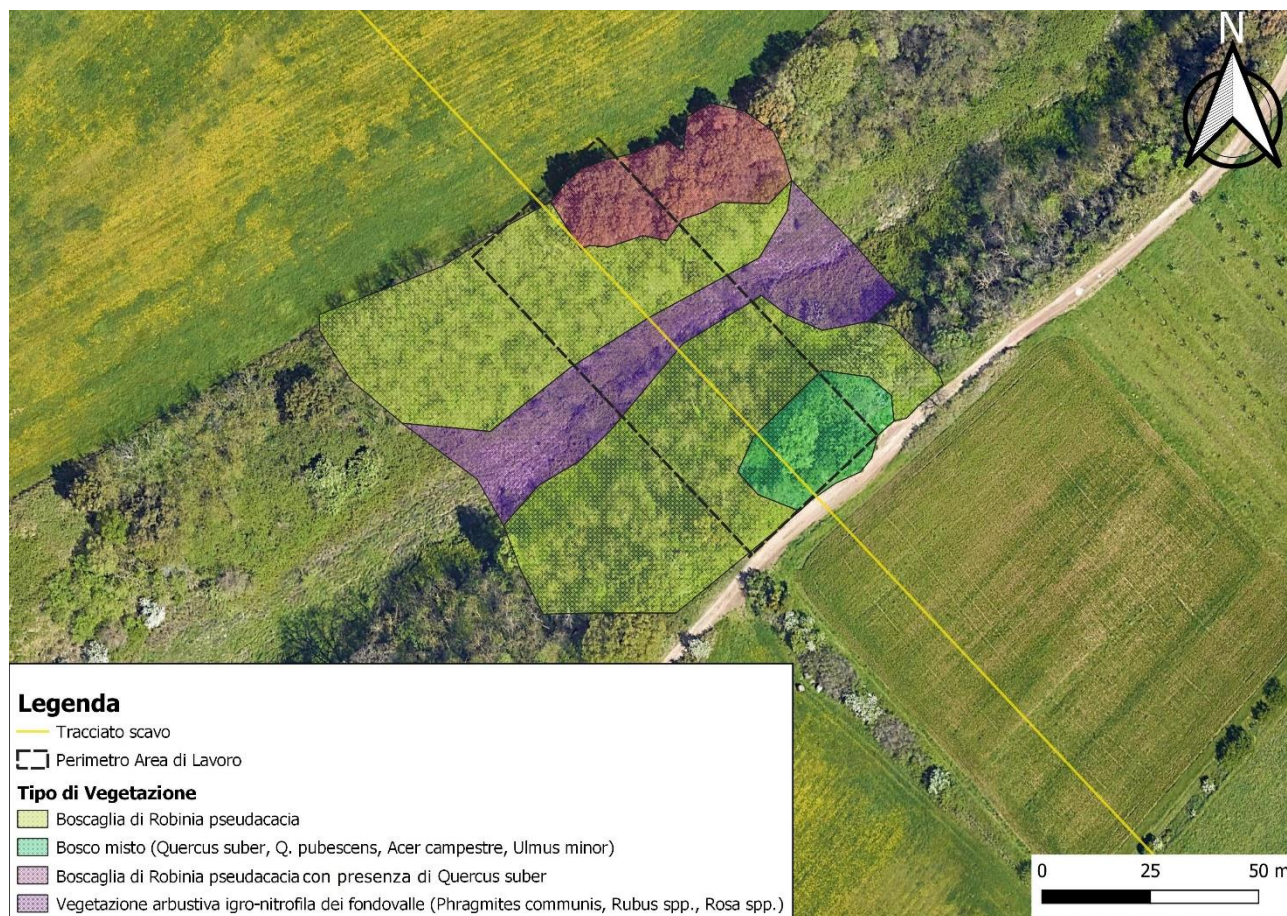 N
Legenda
Tracciato scavo
Perimetro Area di Lavoro
Tipo di Vegetazione
Boscaglia di Robinia pseudacacia
Bosco misto (Quercus suber, Q. pubescens, Acer campestre, Ulmus minor)
Boscaglia di Robinia pseudacacia con presenza di Quercus suber
Vegetazione arbustiva igro-nitrofila dei fondovalle (Phragmites communis, Rubus spp., Rosa spp.)
0 25 50 m